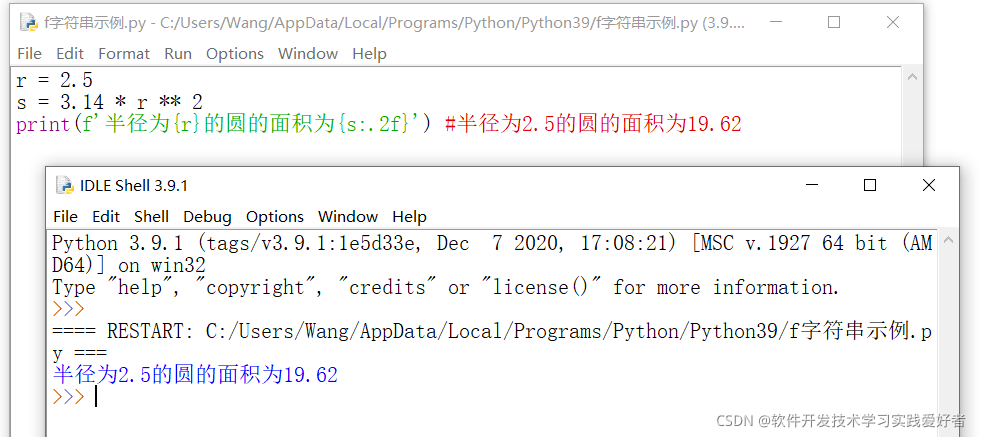 f字符串示例.py - C:/Users/Wang/AppData/Local/Programs/Python/Python39/f字符串示例.py (3.9....
File Edit Format Run Options Window Help
r = 2.5
s = 3.14 * r ** 2
print(f'半径为{r}的圆的面积为{s:.2f}') #半径为2.5的圆的面积为19.62
IDLE Shell 3.9.1
File Edit Shell Debug Options Window Help
Python 3.9.1 (tags/v3.9.1:1e5d33e, Dec  7 2020, 17:08:21) [MSC v.1927 64 bit (AM
D64)] on win32
Type "help", "copyright", "credits" or "license()" for more information.
>>>
==== RESTART: C:/Users/Wang/AppData/Local/Programs/Python/Python39/f字符串示例.p
y ===
半径为2.5的圆的面积为19.62
>>>
CSDN @软件开发技术学习实践爱好者